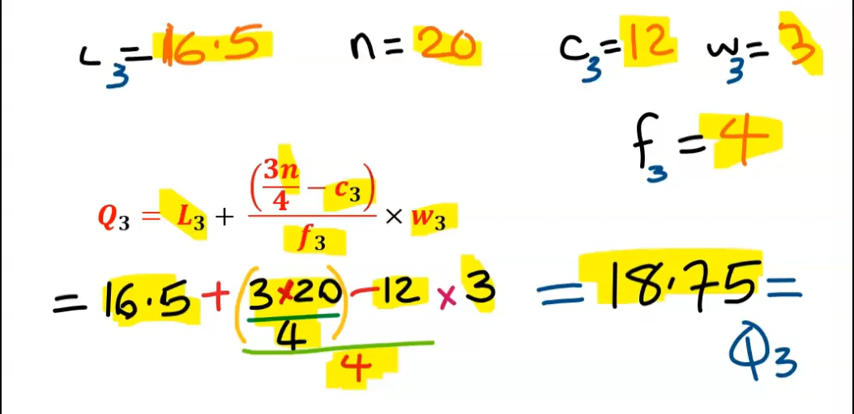 L₃ = 16.5 n = 20 C₃ = 12 w₃ = 3
f₃ = 4
Q₃ = L₃ + (3n/4 − c₃)/f₃ × w₃
= 16.5 + (3×20/4) − 12/4 × 3 = 18.75 =
Q₃